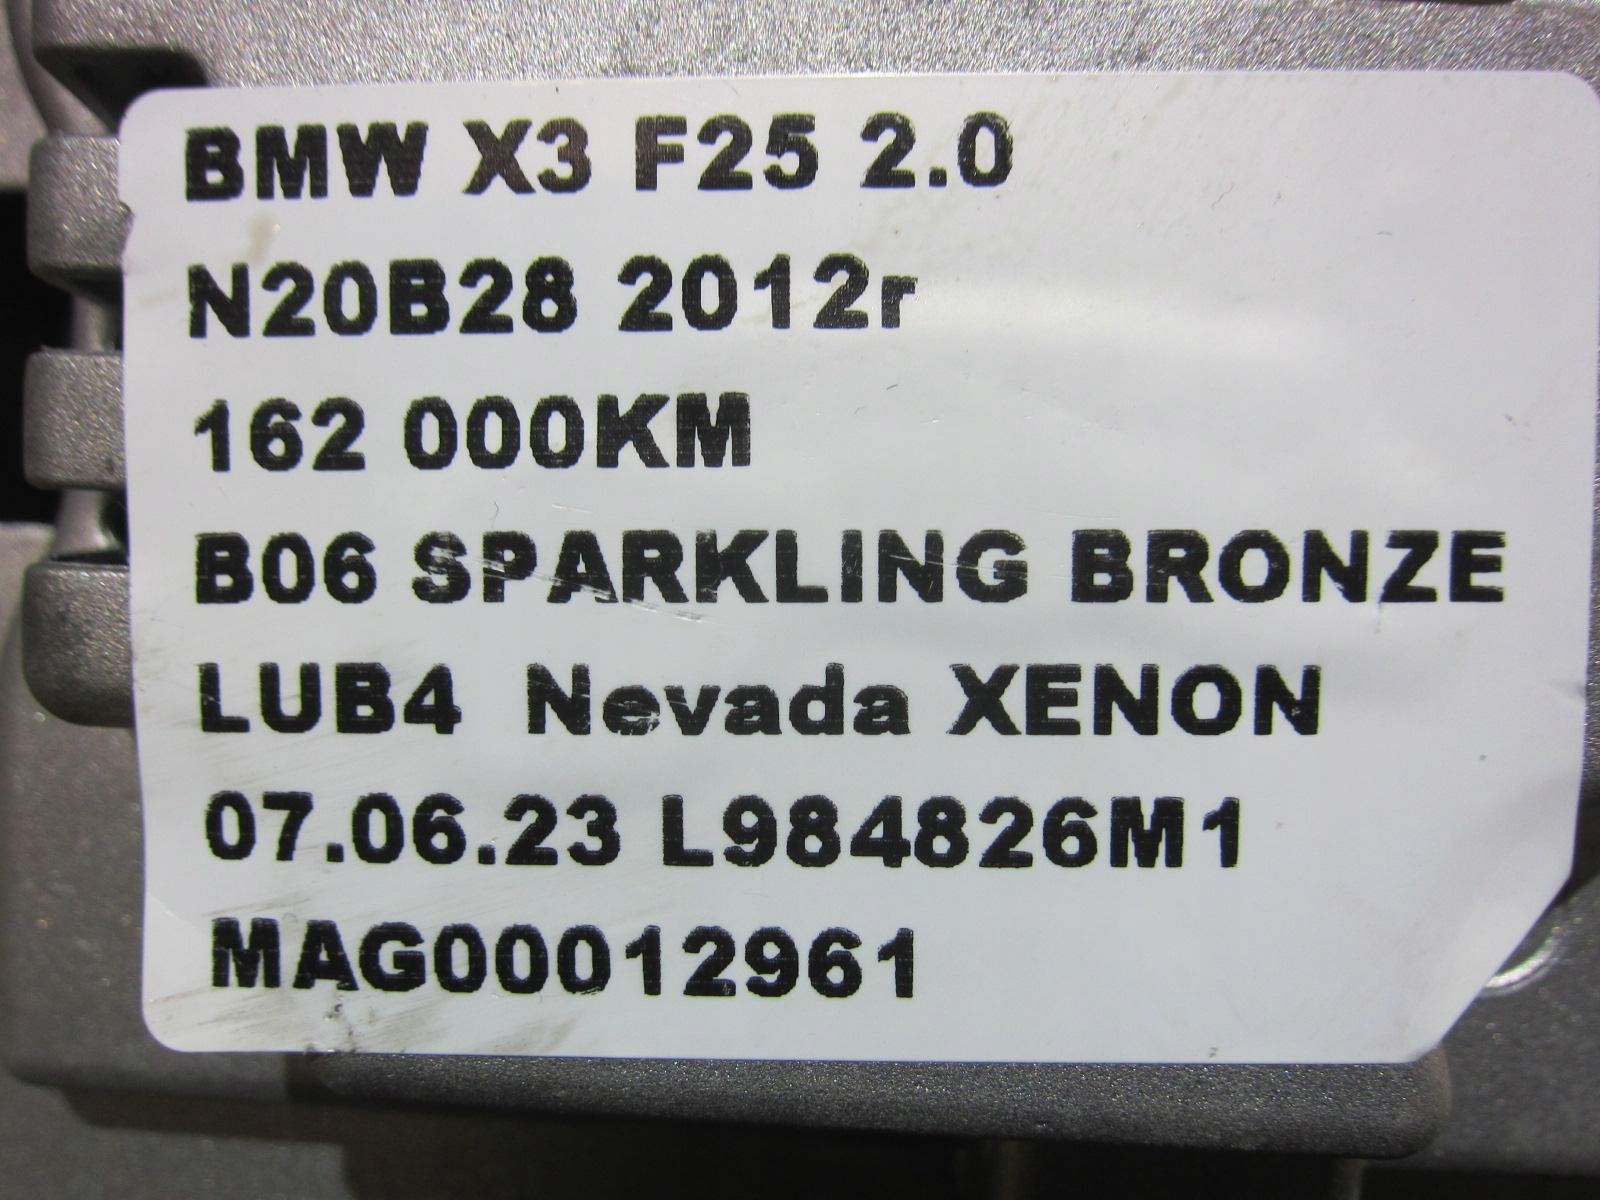 BMW X3 F25 2.0
N20B28 2012r
162 000KM
B06 SPARKLING BRONZE
LUB4 Nevada XENON
07.06.23 L984826M1
MAG00012961